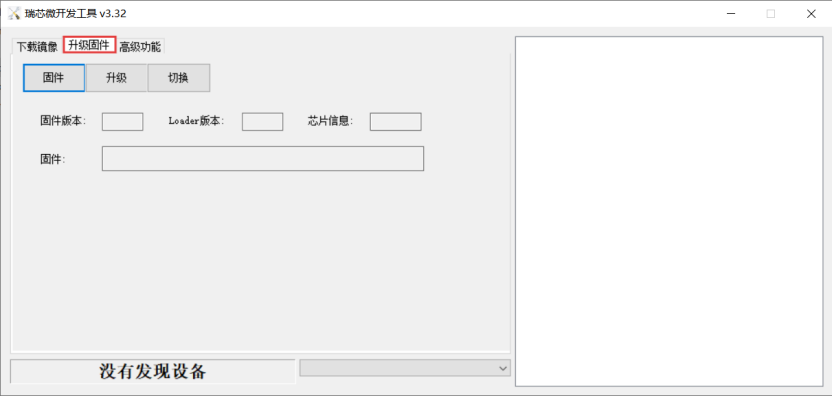 瑞芯微开发工具 v3.32
下载镜像 升级固件 高级功能
固件 升级 切换
固件版本: Loader版本: 芯片信息:
固件:
没有发现设备